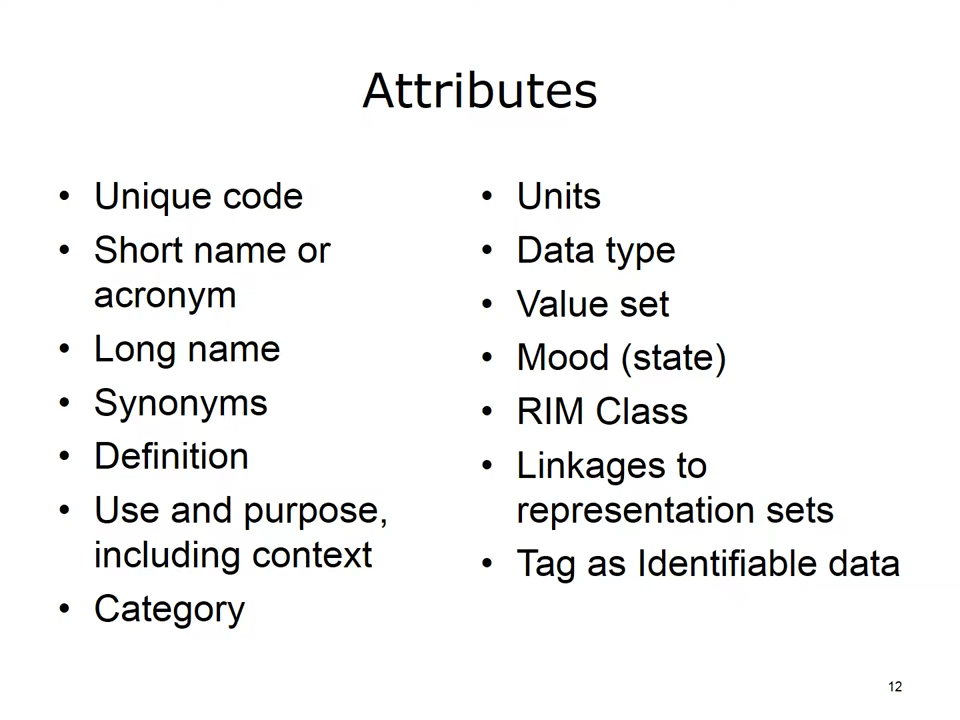 Attributes
• Unique code
• Short name or
acronym
• Long name
• Synonyms
• Definition
• Use and purpose,
including context
• Category
• Units
• Data type
• Value set
• Mood (state)
• RIM Class
• Linkages to
representation sets
• Tag as Identifiable data
12